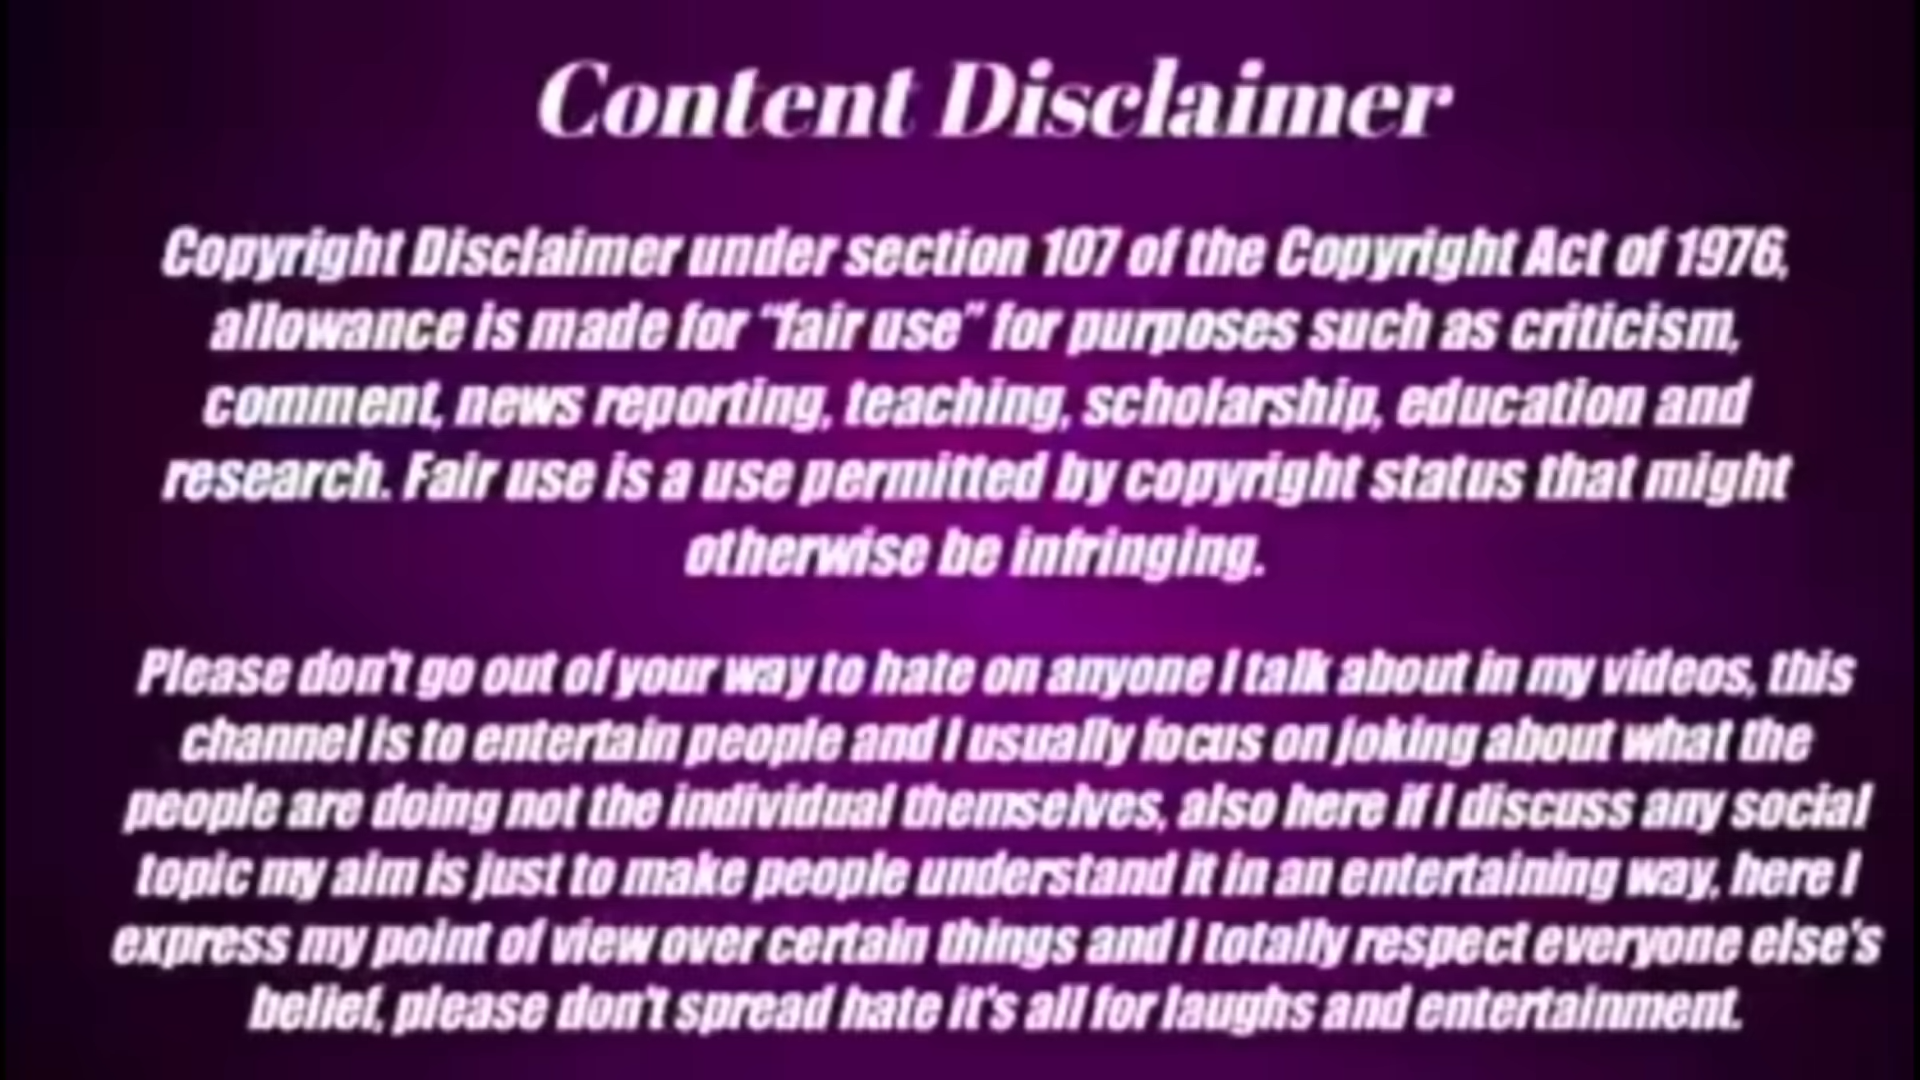 Content Disclaimer
Copyright Disclaimer under section 107 of the Copyright Act of 1976,
allowance is made for “fair use” for purposes such as criticism,
comment, news reporting, teaching, scholarship, education and
research. Fair use is a use permitted by copyright status that might
otherwise be infringing.
Please don't go out of your way to hate on anyone I talk about in my videos, this
channel is to entertain people and I usually focus on joking about what the
people are doing not the individual themselves, also here if I discuss any social
topic my aim is just to make people understand it in an entertaining way, here I
express my point of view over certain things and I totally respect everyone else's
belief, please don't spread hate it's all for laughs and entertainment.